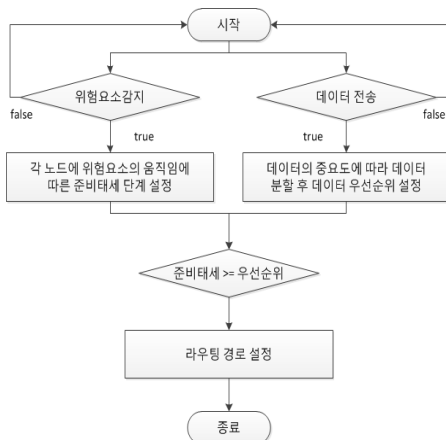 시작
위험요소감지
데이터 전송
false
false
true
true
각 노드에 위험요소의 움직임에
따른 준비태세 단계 설정
데이터의 중요도에 따라 데이터
분할 후 데이터 우선순위 설정
준비태세 >= 우선순위
라우팅 경로 설정
종료